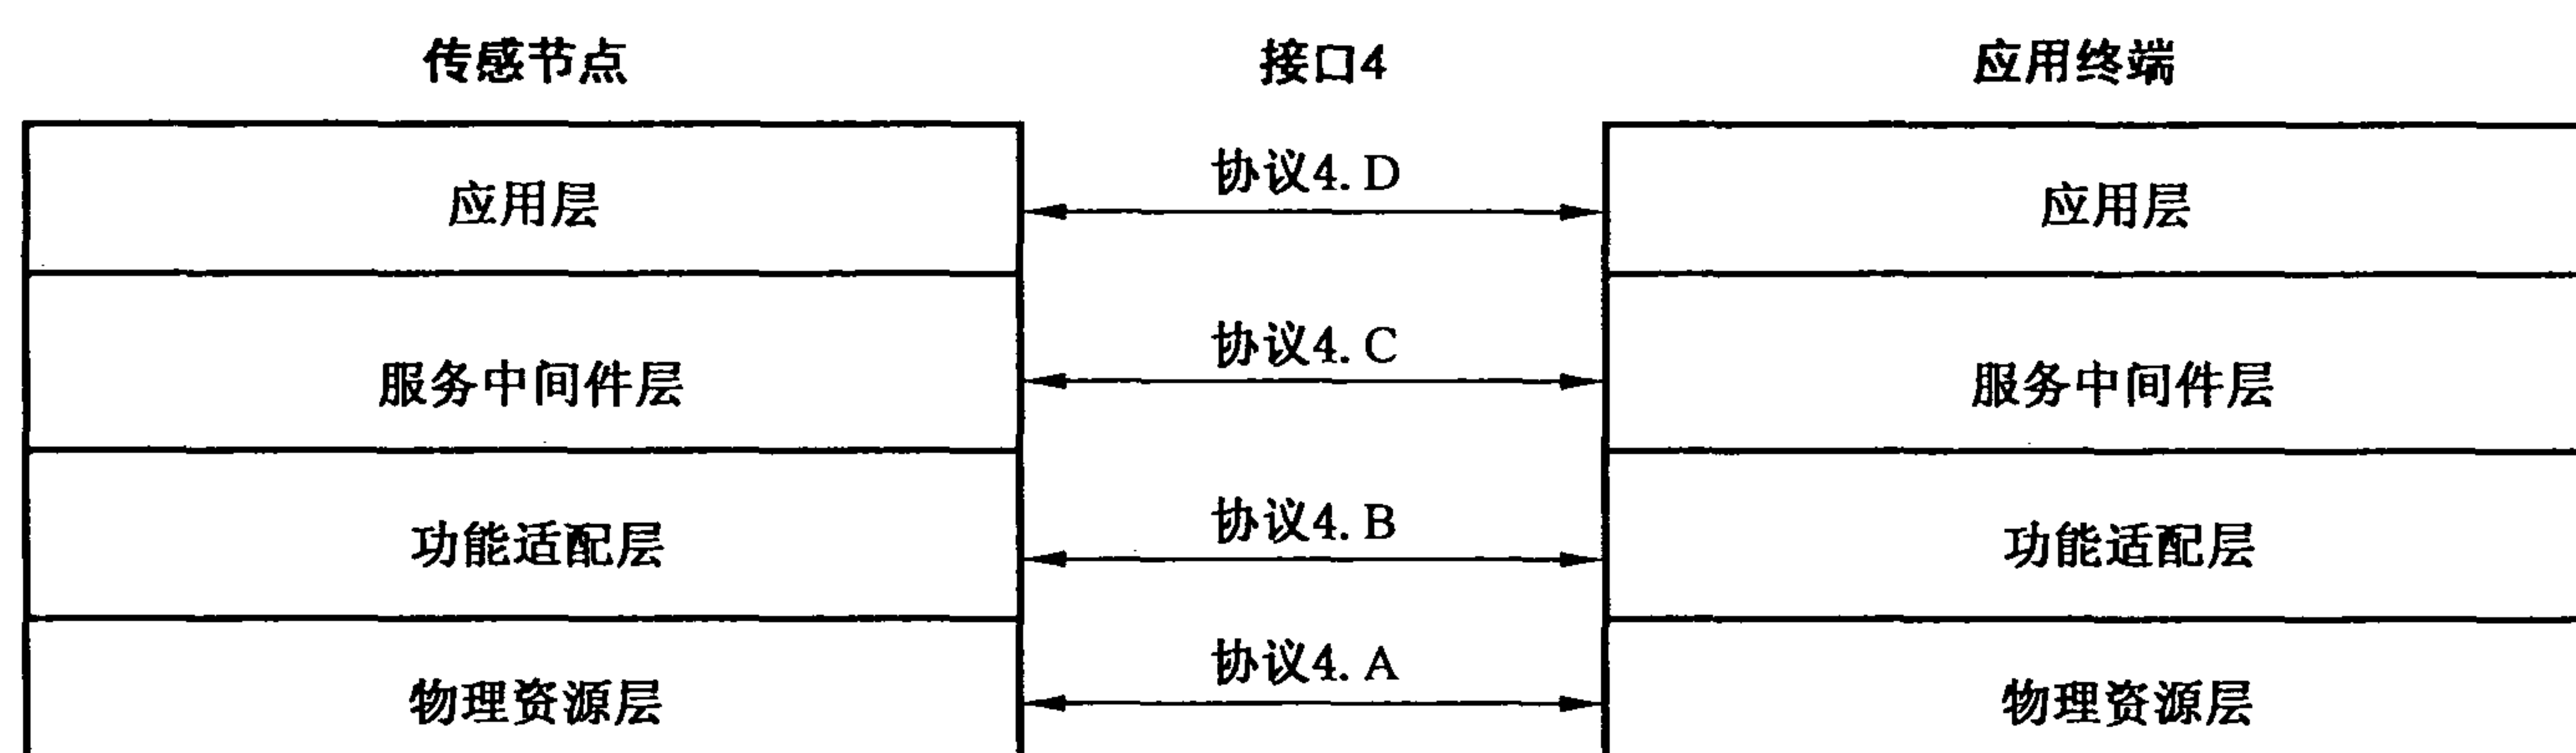 传感节点 接口4 应用终端
协议4. D
应用层 应用层
协议4. C
服务中间件层 服务中间件层
协议4. B
功能适配层 功能适配层
协议4. A
物理资源层 物理资源层